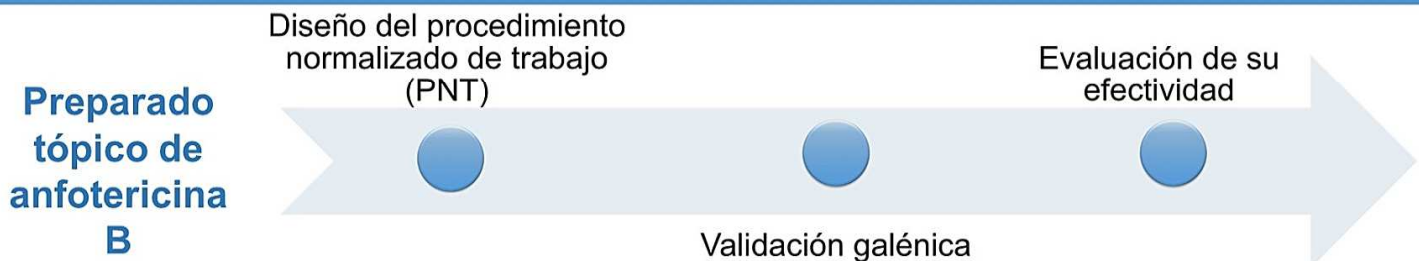 Preparado
tópico de
anfotericina
B
Diseño del procedimiento
normalizado de trabajo
(PNT)
Validación galénica
Evaluación de su
efectividad